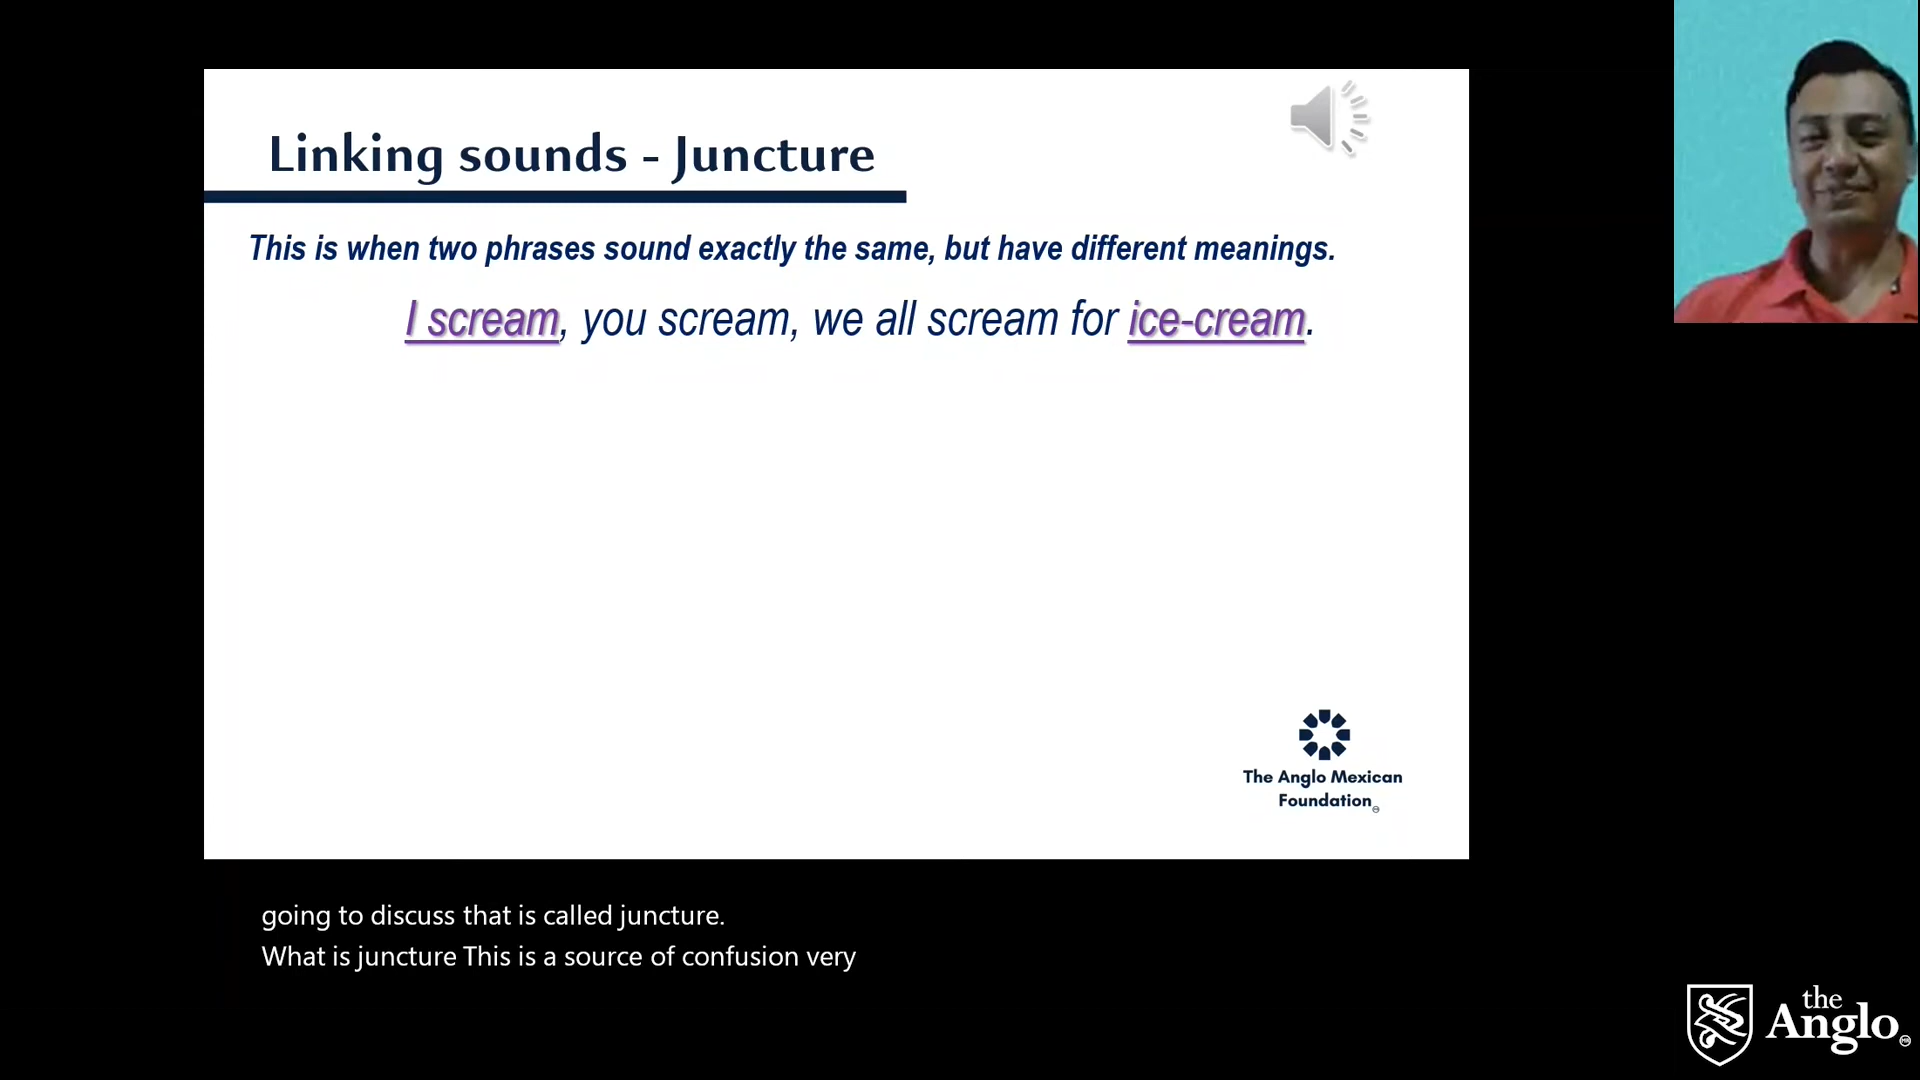 Linking sounds - Juncture
This is when two phrases sound exactly the same, but have different meanings.
I scream, you scream, we all scream for ice-cream.
The Anglo Mexican
Foundation
going to discuss that is called juncture.
What is juncture This is a source of confusion very
the
Anglo